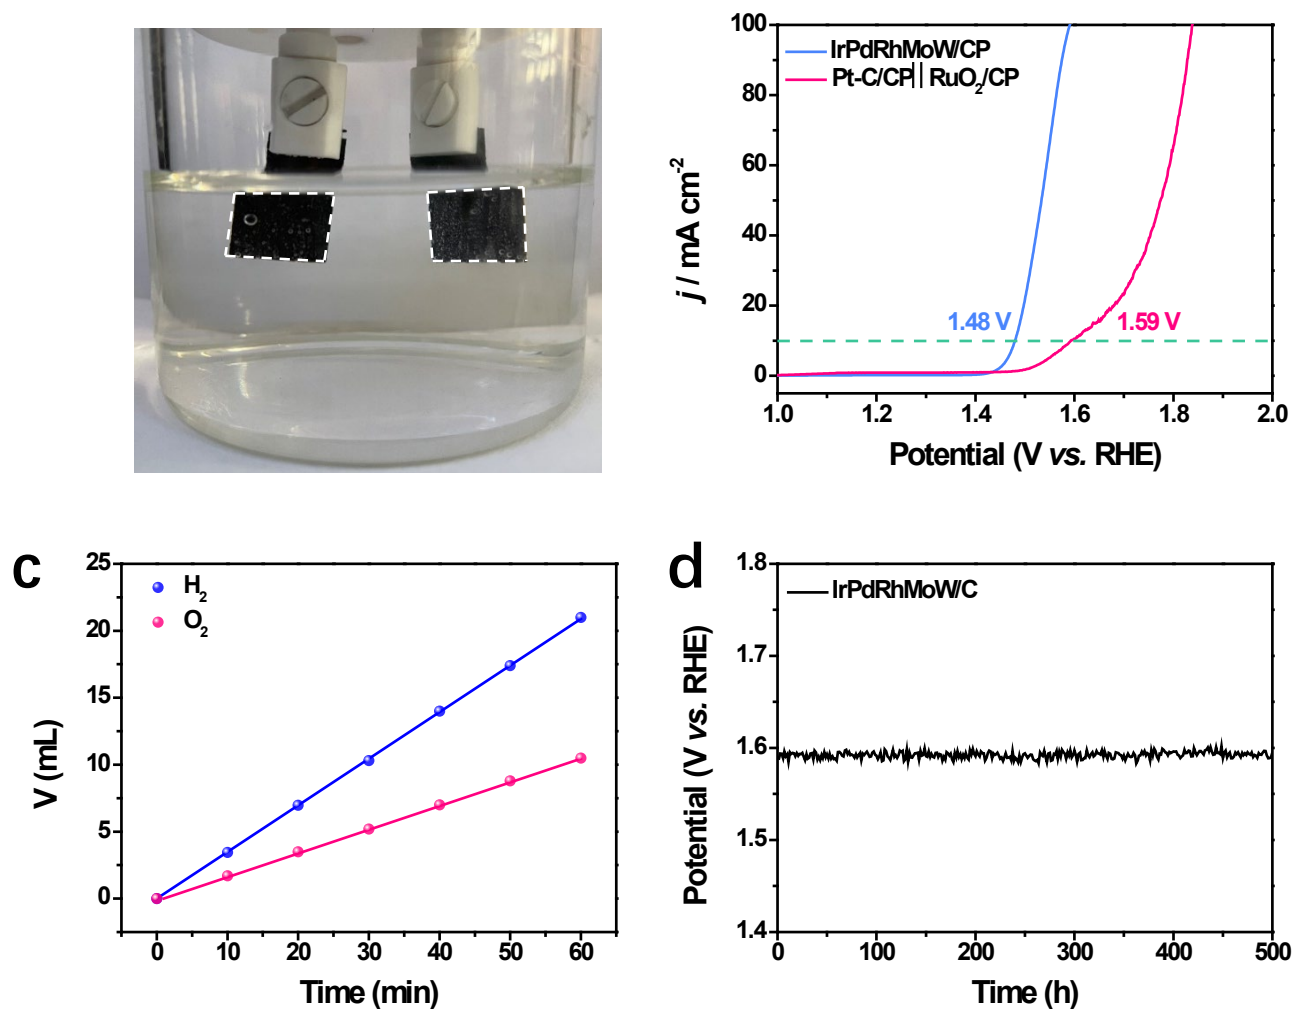 100
80
60
40
20
0
IrPdRhMoW/CP
Pt-C/CP||RuO₂/CP
1.48 V
1.59 V
j / mA cm⁻²
1.0 1.2 1.4 1.6 1.8 2.0
Potential (V vs. RHE)
c
25
20
15
10
5
0
H₂
O₂
V (mL)
0 10 20 30 40 50 60
Time (min)
d
1.8
1.7
1.6
1.5
1.4
IrPdRhMoW/C
Potential (V vs. RHE)
0 100 200 300 400 500
Time (h)